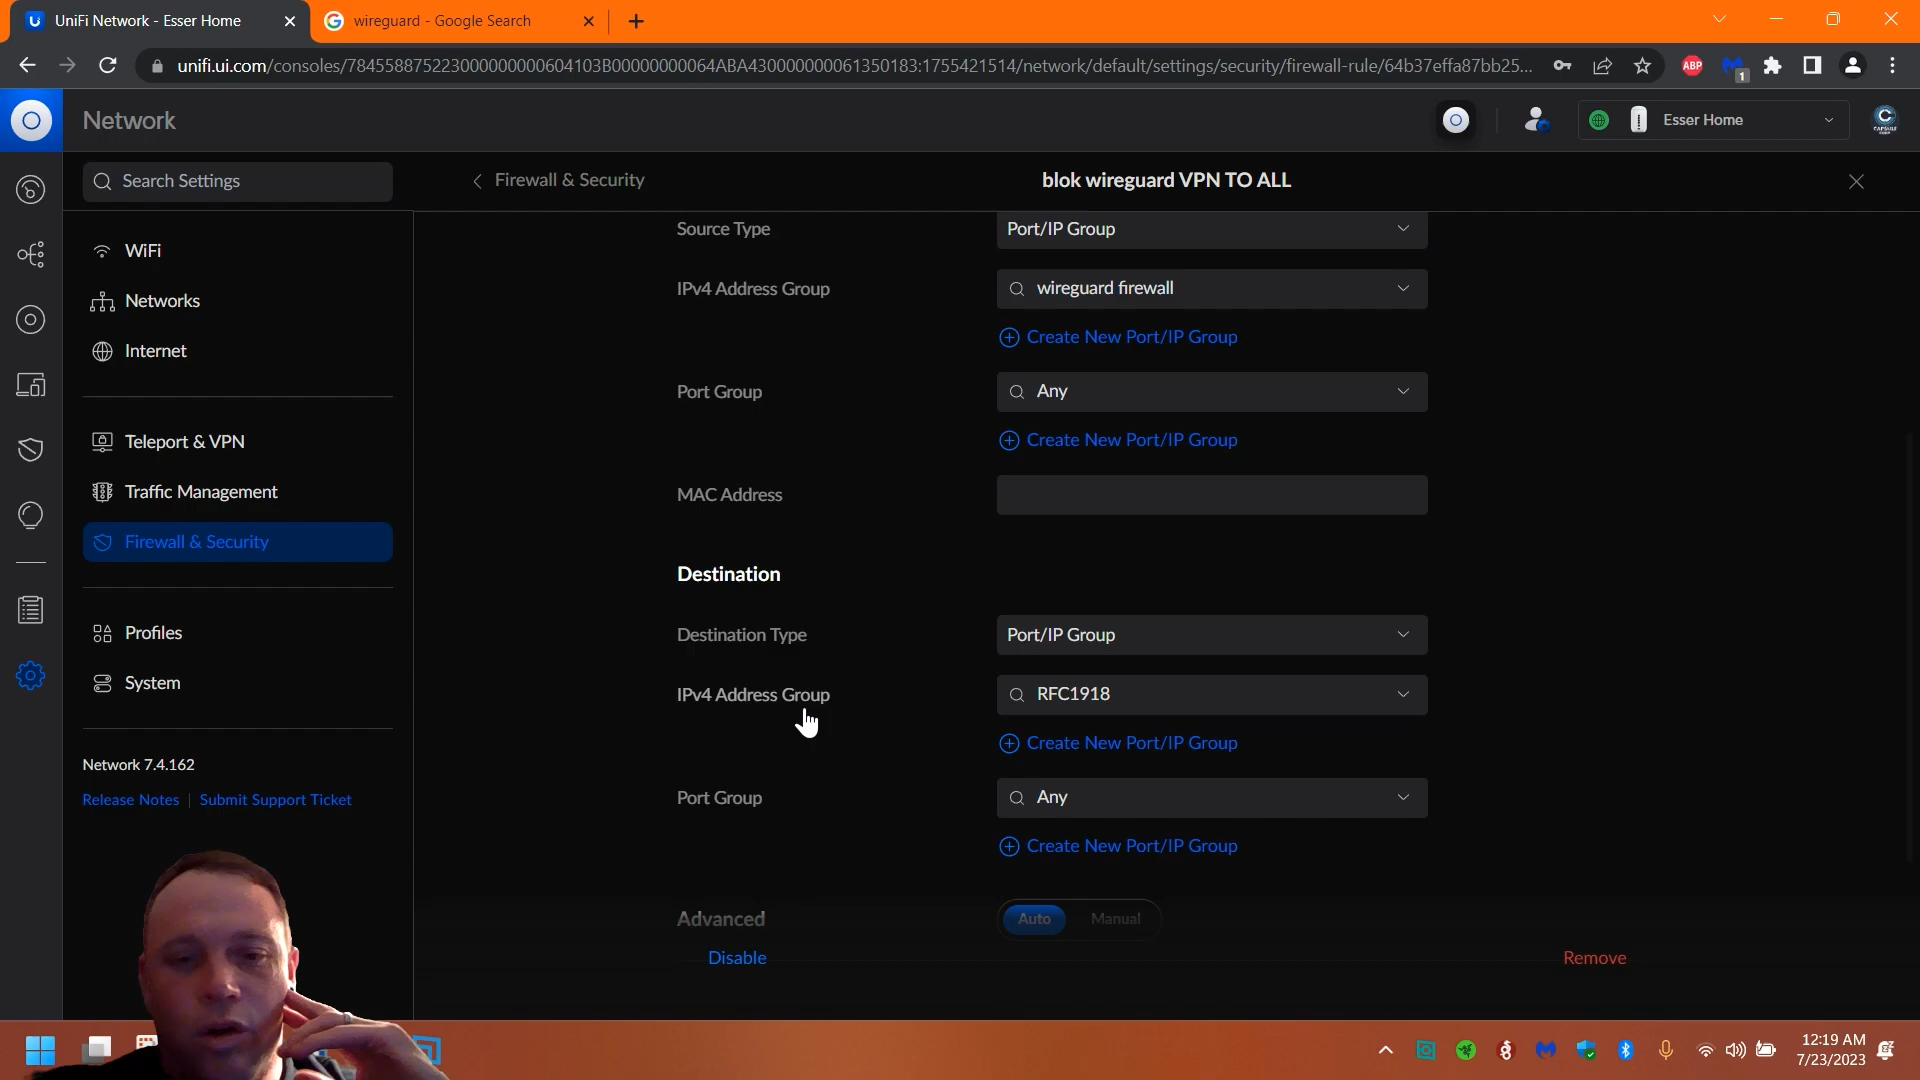 UniFi Network - Esser Home
wireguard - Google Search
unifi.ui.com/consoles/784558875223000000000604103B00000000064ABA430000000061350183:1755421514/network/default/settings/security/firewall-rule/64b37effa87bb25...
ABP
1
Network
Esser Home
CAPSULE
CORP.
Search Settings
Firewall & Security
blok wireguard VPN TO ALL
WiFi
Networks
Internet
Teleport & VPN
Traffic Management
Firewall & Security
Profiles
System
Network 7.4.162
Release Notes | Submit Support Ticket
Source Type
Port/IP Group
IPv4 Address Group
wireguard firewall
Create New Port/IP Group
Port Group
Any
Create New Port/IP Group
MAC Address
Destination
Destination Type
Port/IP Group
IPv4 Address Group
RFC1918
Create New Port/IP Group
Port Group
Any
Create New Port/IP Group
Advanced
Auto
Manual
Disable
Remove
12:19 AM
7/23/2023